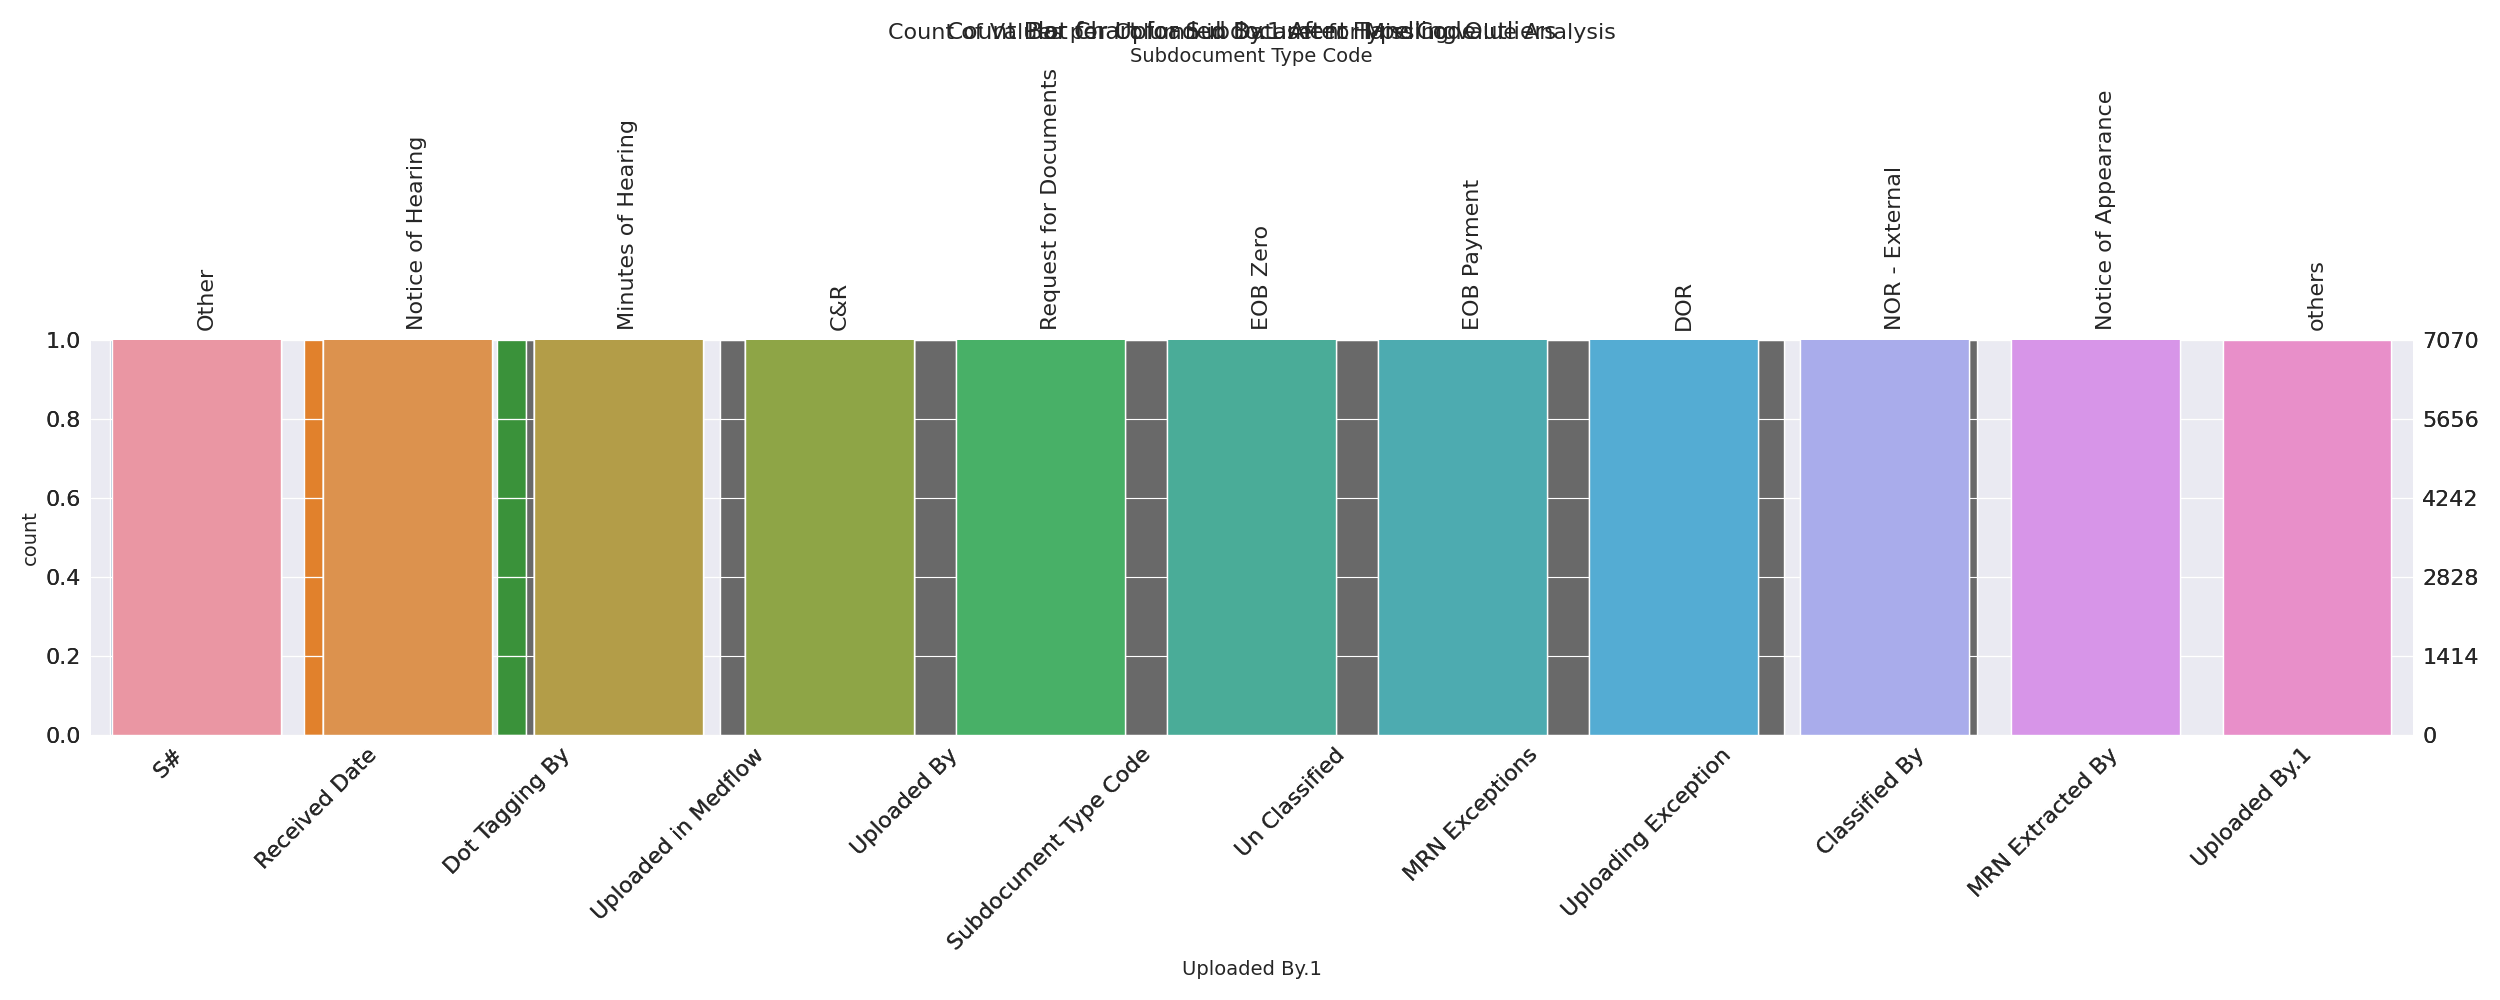 Subdocument Type Code
Other
Notice of Hearing
Minutes of Hearing
C&R
Request for Documents
EOB Zero
EOB Payment
DOR
NOR - External
Notice of Appearance
others
1.0
0.8
0.6
0.4
0.2
0.0
count
7070
5656
4242
2828
1414
0
S#
Received Date
Dot Tagging By
Uploaded in Medflow
Uploaded By
Subdocument Type Code
Un Classified
MRN Exceptions
Uploading Exception
Classified By
MRN Extracted By
Uploaded By.1
Uploaded By.1